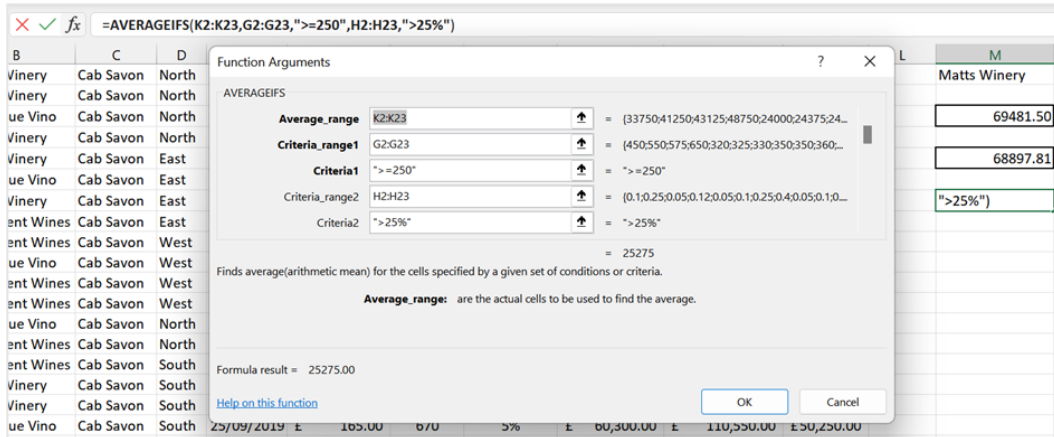 fx =AVERAGEIFS(K2:K23,G2:G23,">=250",H2:H23,">25%")
B C D L M
Vinery Cab Savon North Matts Winery
Vinery Cab Savon North
ue Vino Cab Savon North 69481.50
Vinery Cab Savon North
Vinery Cab Savon East 68897.81
ue Vino Cab Savon East
Vinery Cab Savon East ">25%")
ent Wines Cab Savon East
ent Wines Cab Savon West
ue Vino Cab Savon West
ent Wines Cab Savon West
ent Wines Cab Savon West
ue Vino Cab Savon North
ent Wines Cab Savon North
ent Wines Cab Savon South
Vinery Cab Savon South
Vinery Cab Savon South
ue Vino Cab Savon South 25/09/2019 £ 165.00 670 5% £ 60,300.00 £ 110,550.00 £50,250.00
Function Arguments ? ×
AVERAGEIFS
Average_range K2:K23 = {33750;41250;43125;48750;24000;24375;24...
Criteria_range1 G2:G23 = {450;550;575;650;320;325;330;350;350;360;...
Criteria1 ">=250" = ">=250"
Criteria_range2 H2:H23 = {0.1;0.25;0.05;0.12;0.05;0.1;0.25;0.4;0.05;0.1;0....
Criteria2 ">25%" = ">25%"
= 25275
Finds average(arithmetic mean) for the cells specified by a given set of conditions or criteria.
Average_range: are the actual cells to be used to find the average.
Formula result = 25275.00
Help on this function OK Cancel